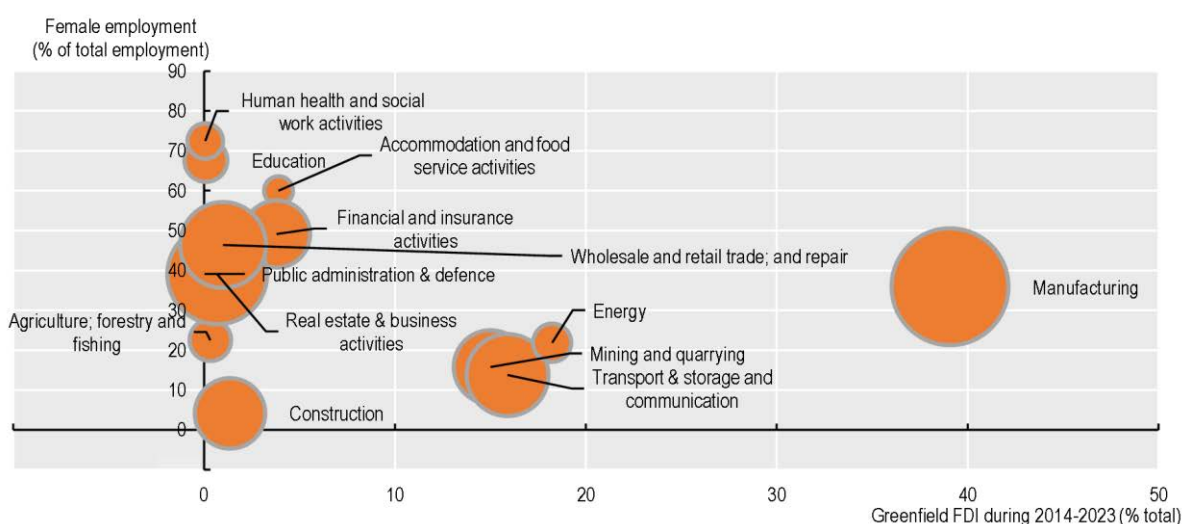 Female employment
(% of total employment)
90
80
70
60
50
40
30
20
10
0
Human health and social
work activities
Education
Accommodation and food
service activities
Financial and insurance
activities
Wholesale and retail trade; and repair
Public administration & defence
Manufacturing
Agriculture; forestry and
fishing
Real estate & business
activities
Energy
Mining and quarrying
Transport & storage and
communication
Construction
0 10 20 30 40 50
Greenfield FDI during 2014-2023 (% total)